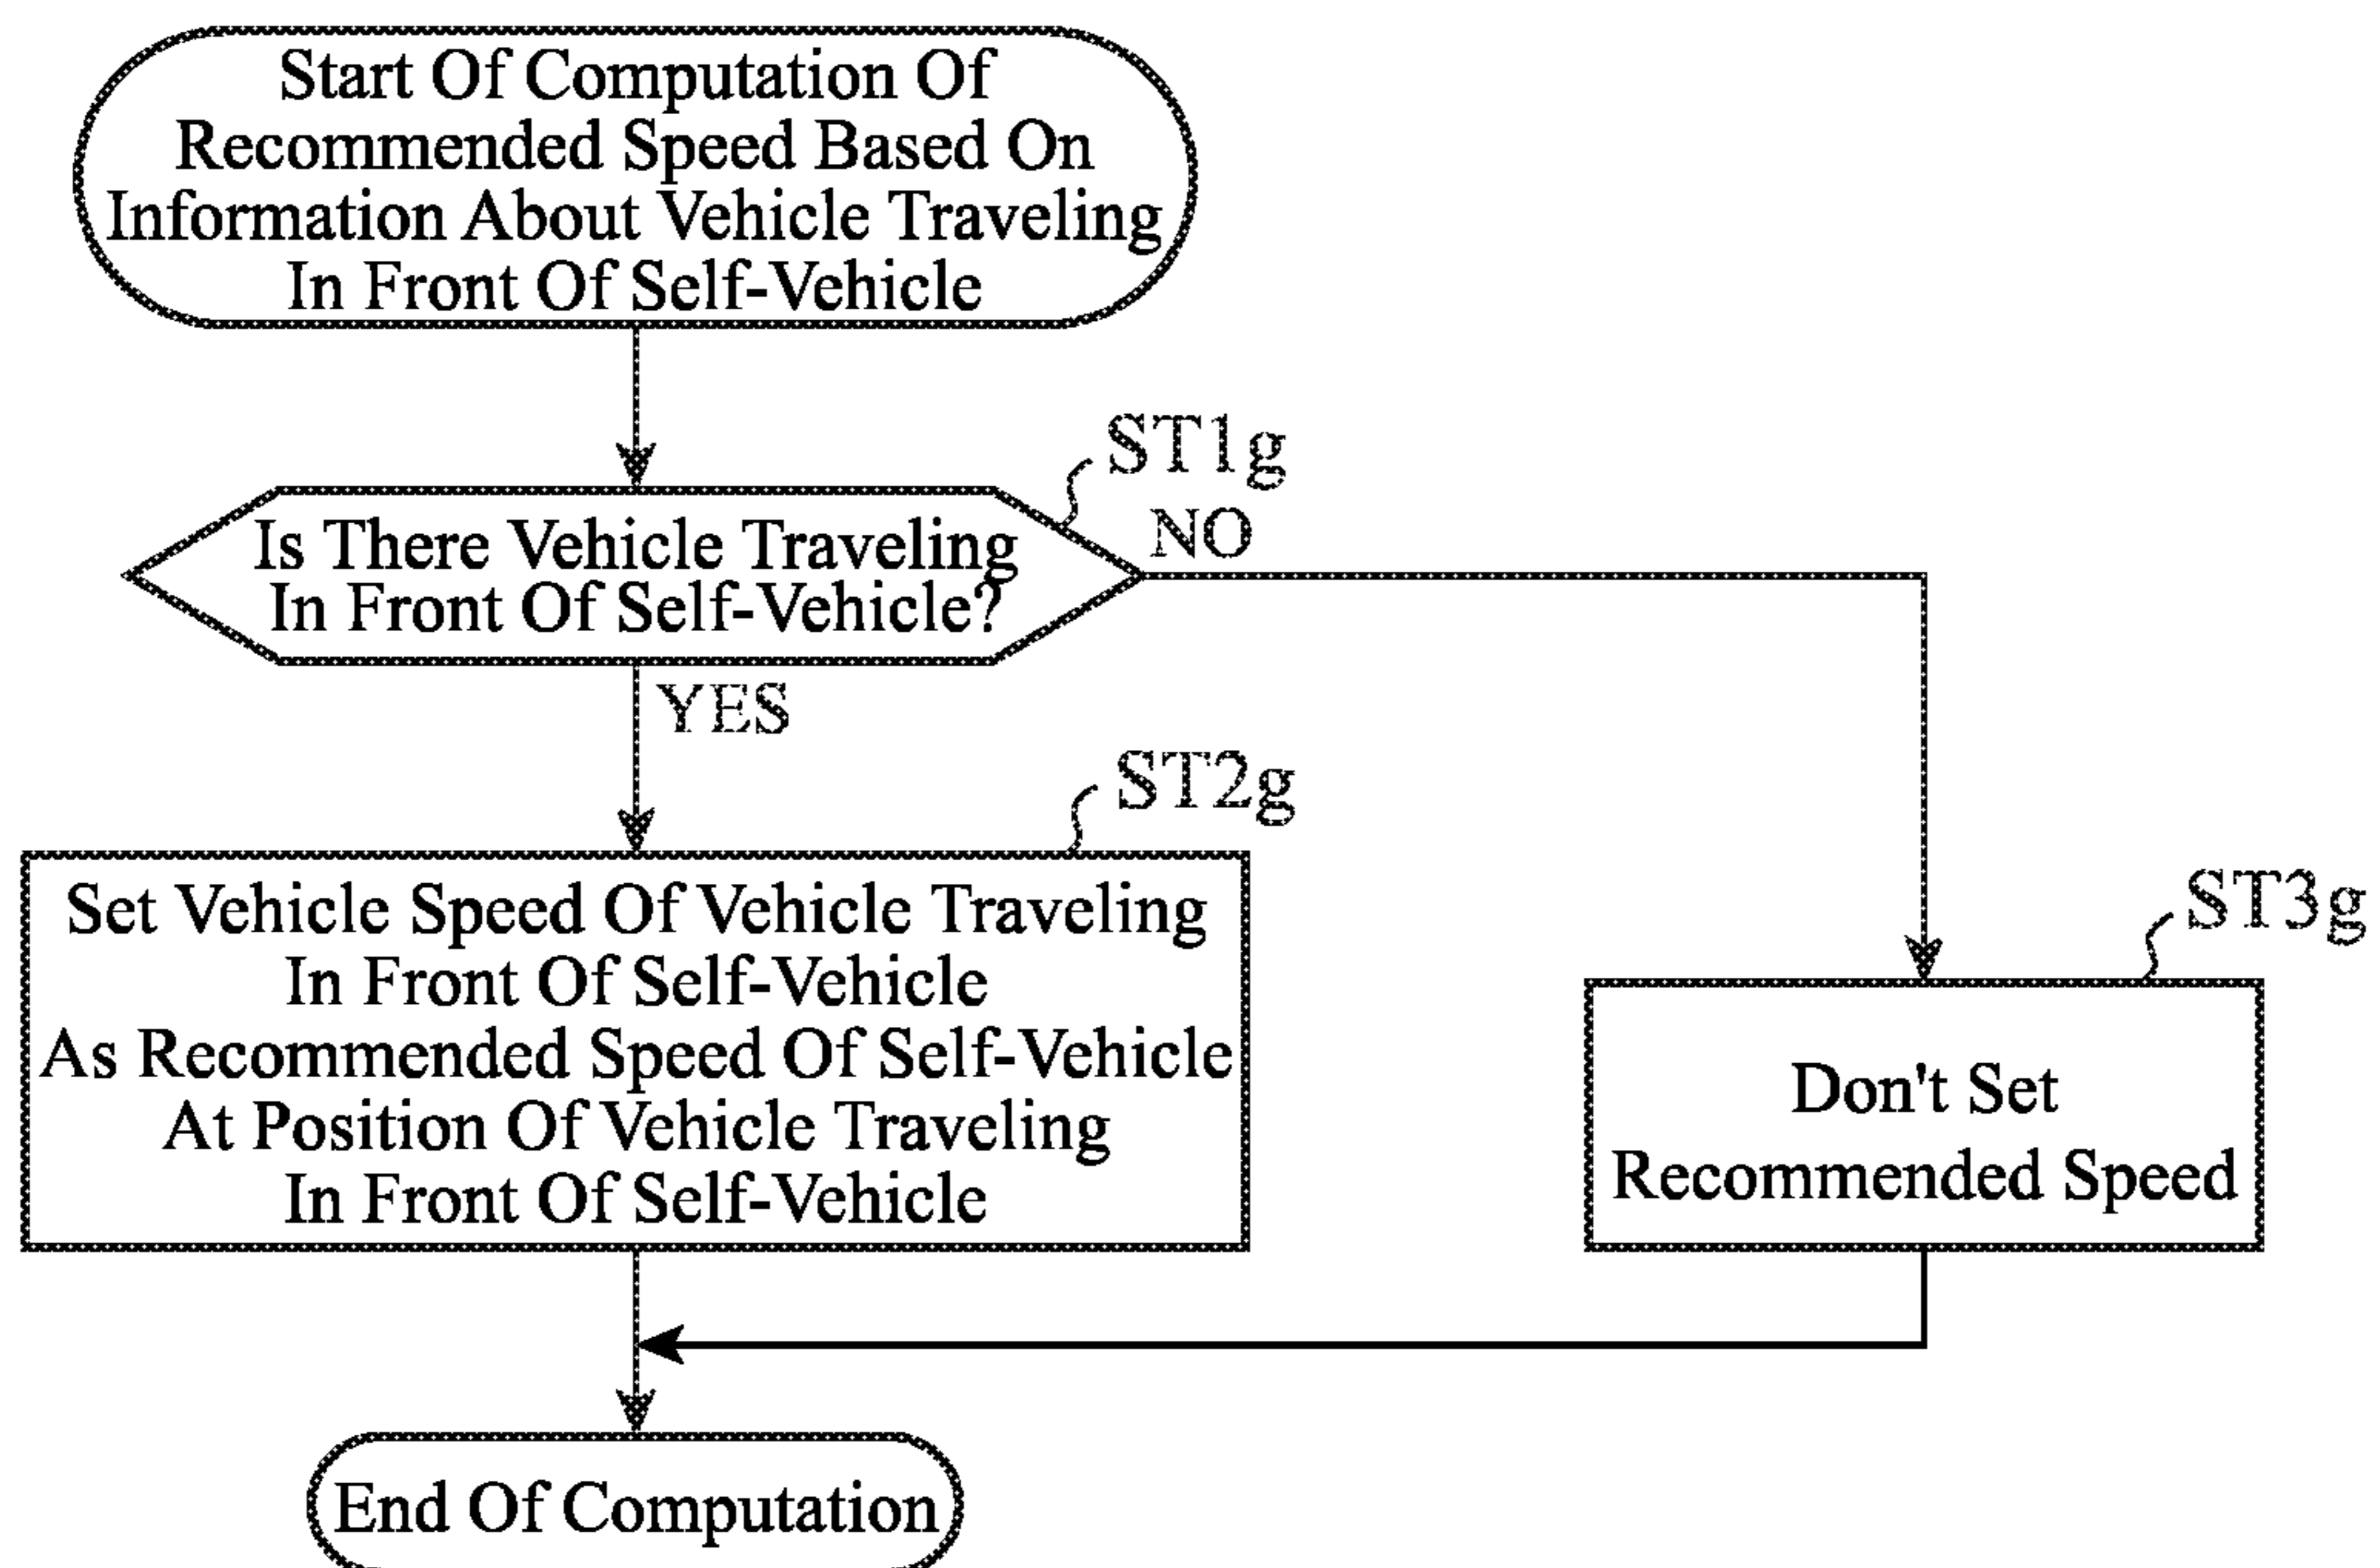 Start Of Computation Of
Recommended Speed Based On
Information About Vehicle Traveling
In Front Of Self-Vehicle
ST1g
Is There Vehicle Traveling
In Front Of Self-Vehicle?
NO
YES
ST2g
Set Vehicle Speed Of Vehicle Traveling
In Front Of Self-Vehicle
As Recommended Speed Of Self-Vehicle
At Position Of Vehicle Traveling
In Front Of Self-Vehicle
ST3g
Don't Set
Recommended Speed
End Of Computation